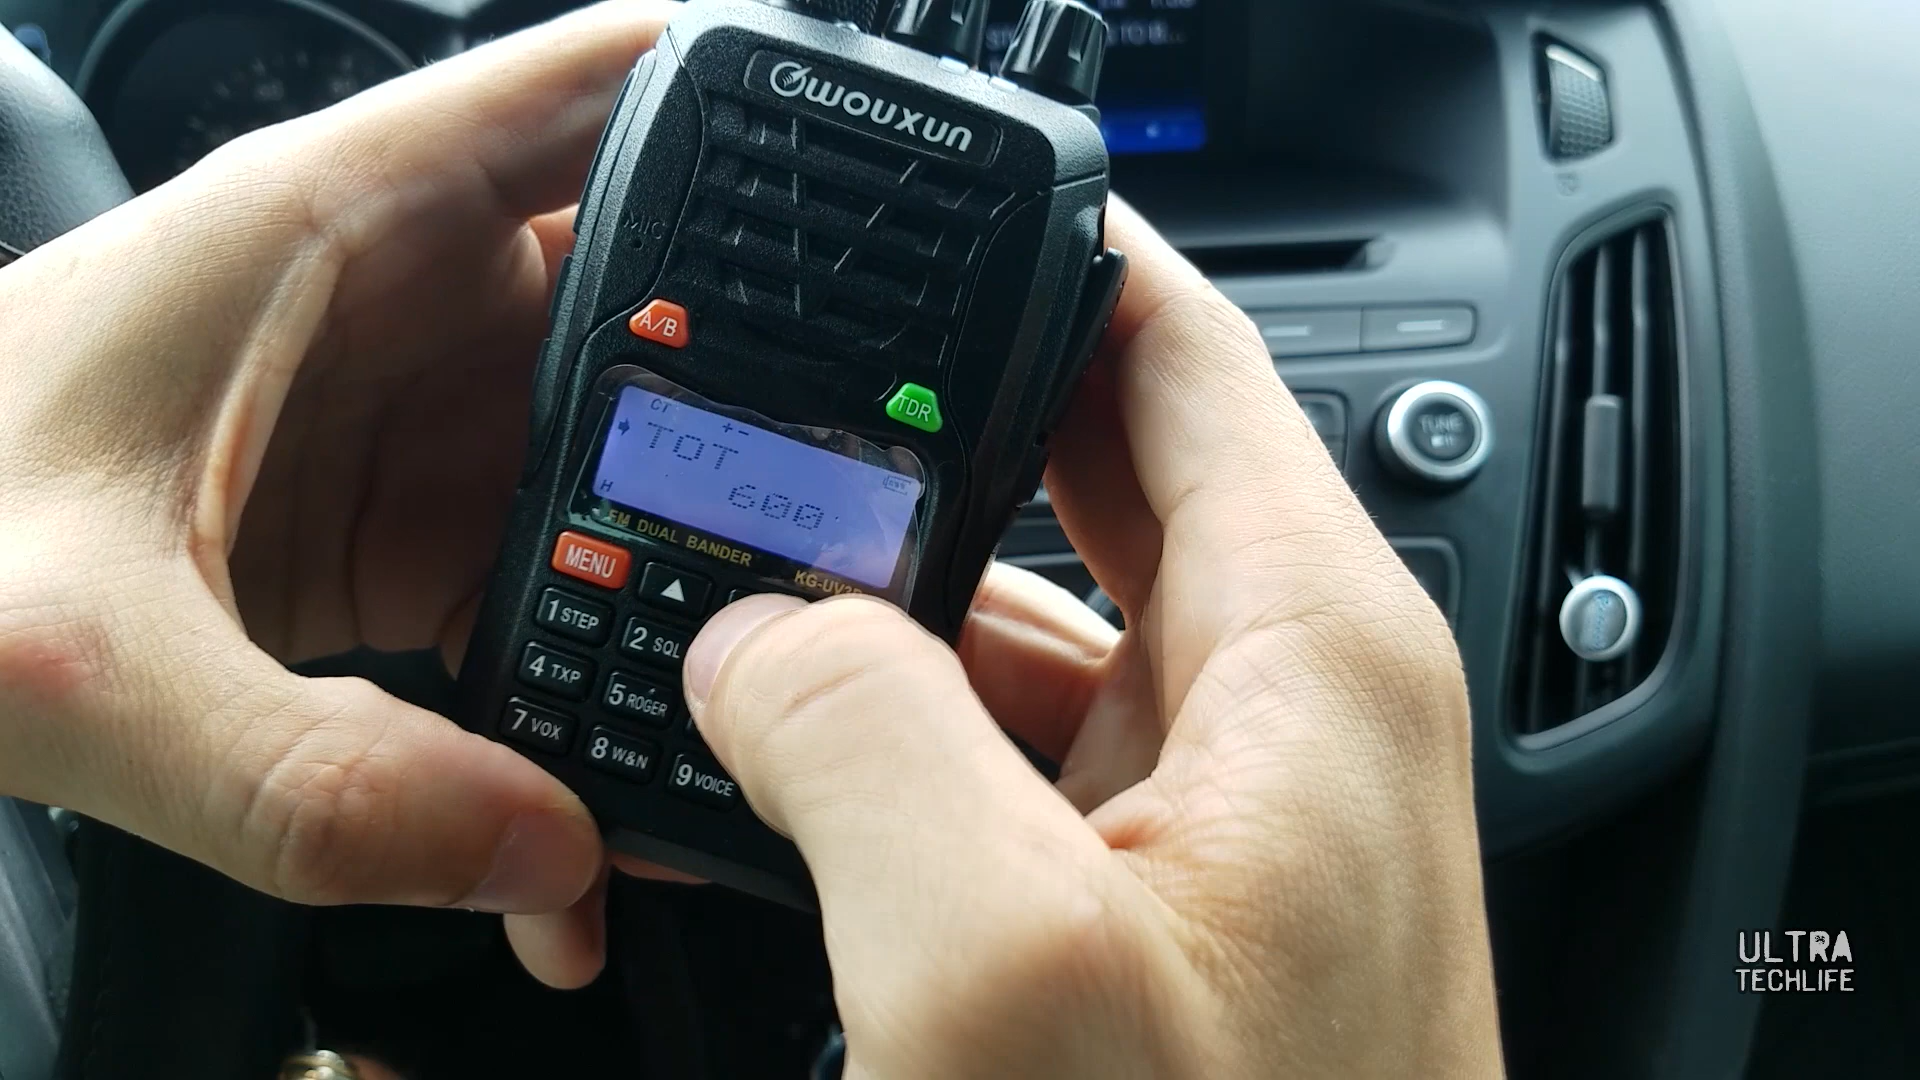 WOUXUN
MIC
A/B
TDR
CT
+-
TOT
H
600
FM DUAL BANDER
MENU
▲
1 STEP
2 SQL
4 TXP
5 ROGER
7 VOX
8 W&N
9 VOICE
TUNE
ULTRA
TECHLIFE